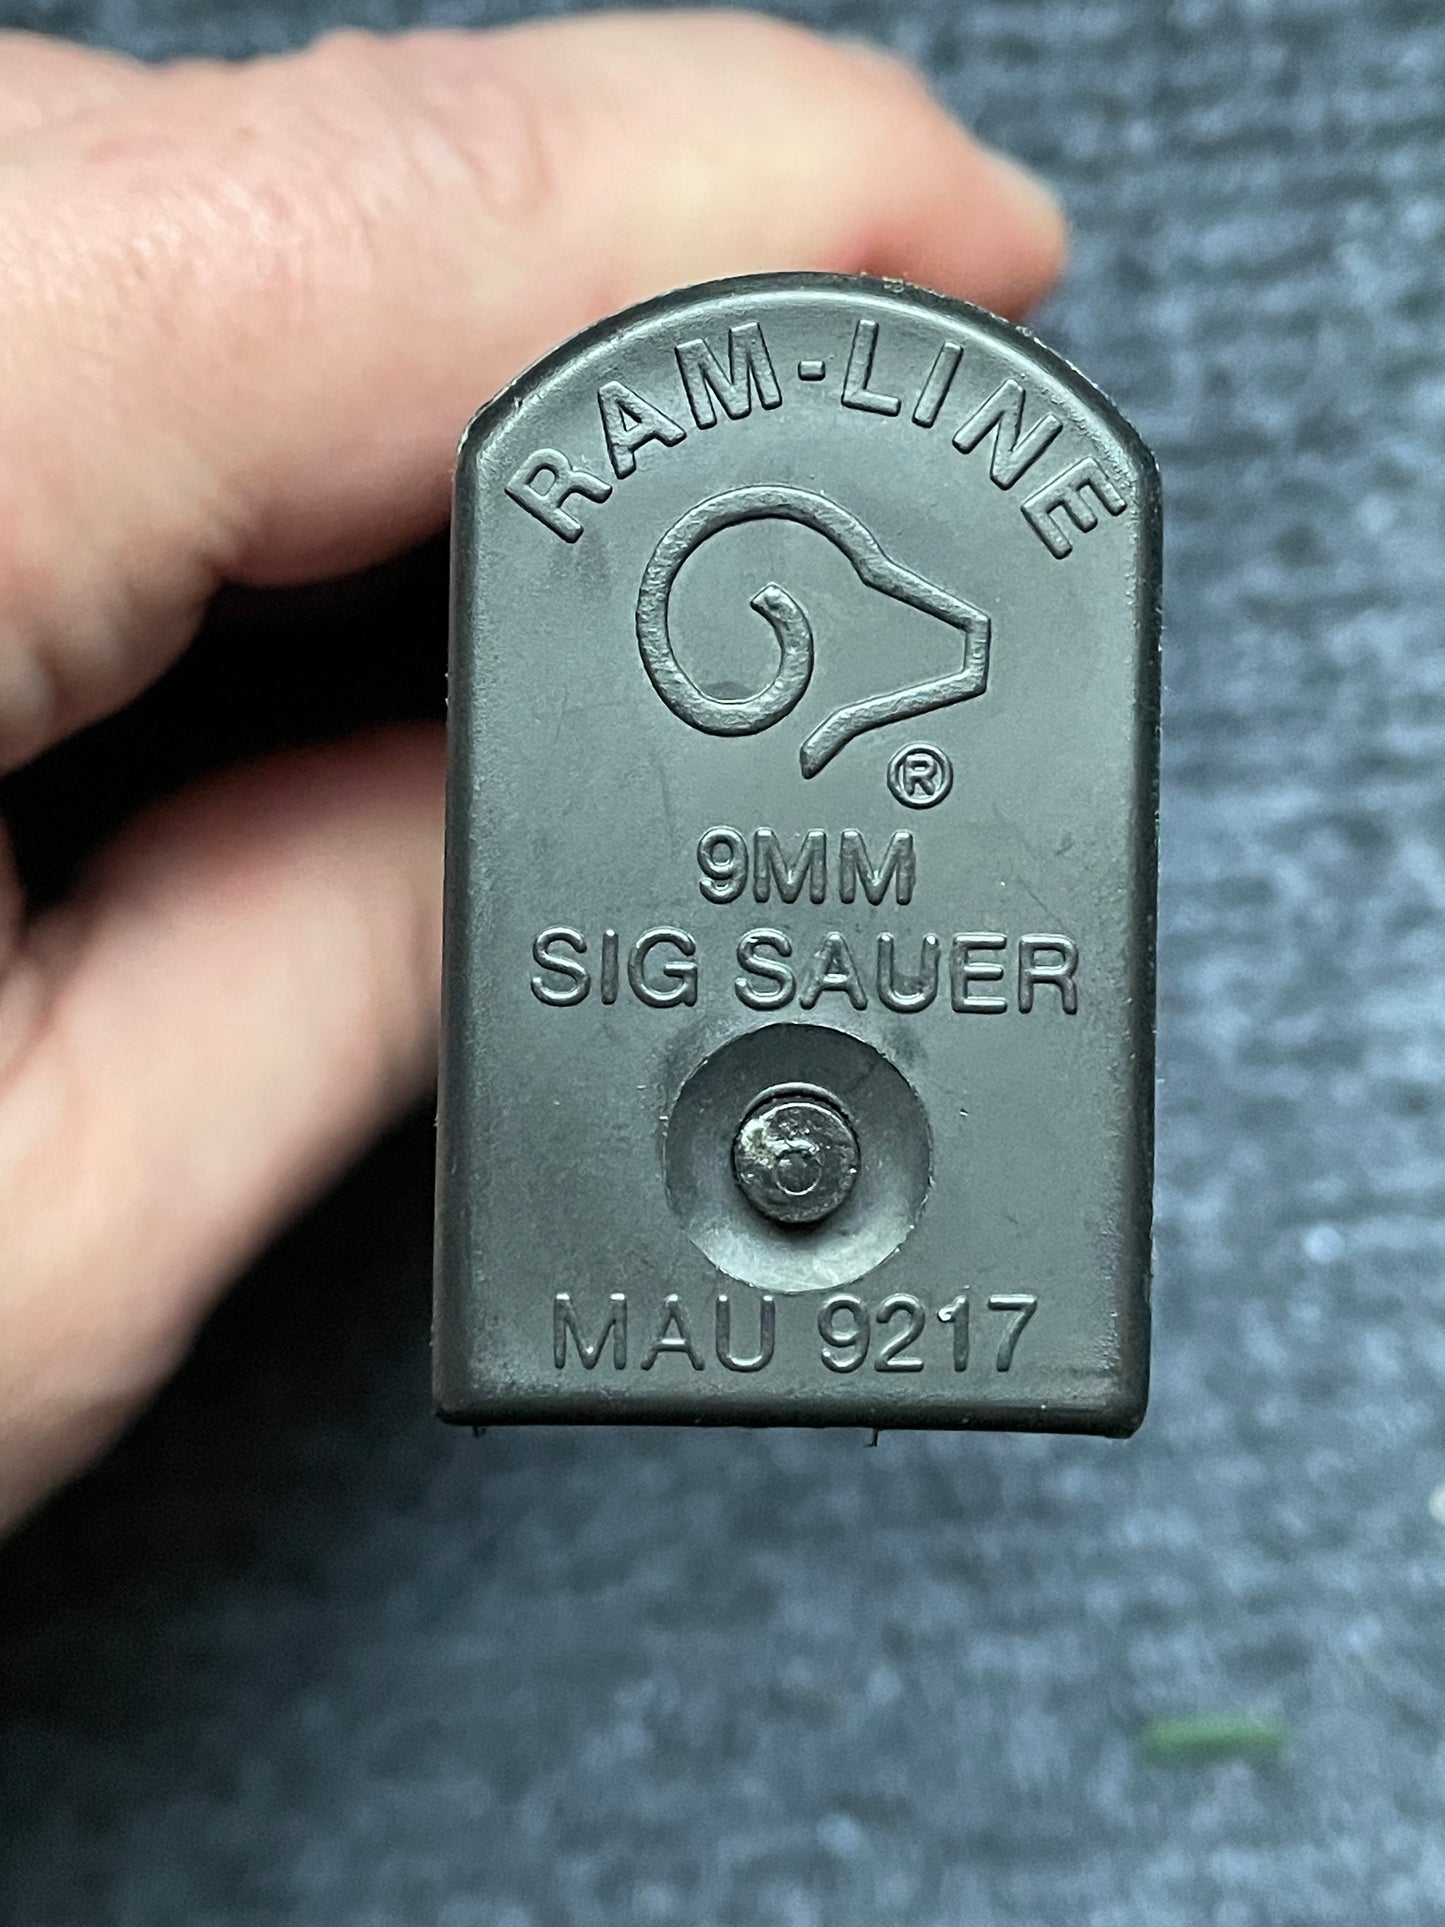 RAM-LINE
®
9MM
SIG SAUER
MAU 9217